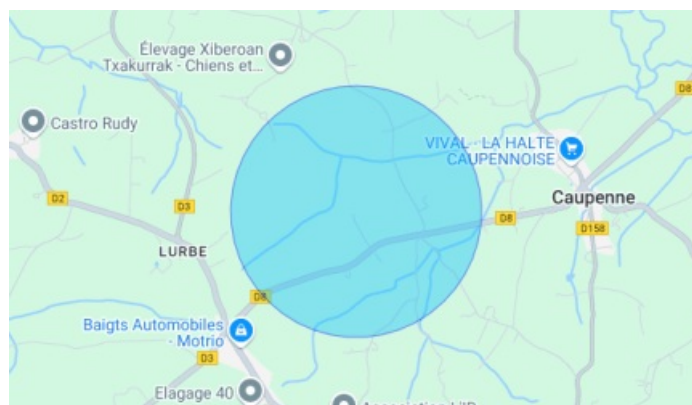 Élevage Xiberoan
Txakurrak - Chiens et...
Castro Rudy
D8
VIVAL - LA HALTE
CAUPENNOISE
D2
D3
Caupenne
D8
D158
LURBE
D8
Baigts Automobiles
- Motrio
D3
Elagage 40